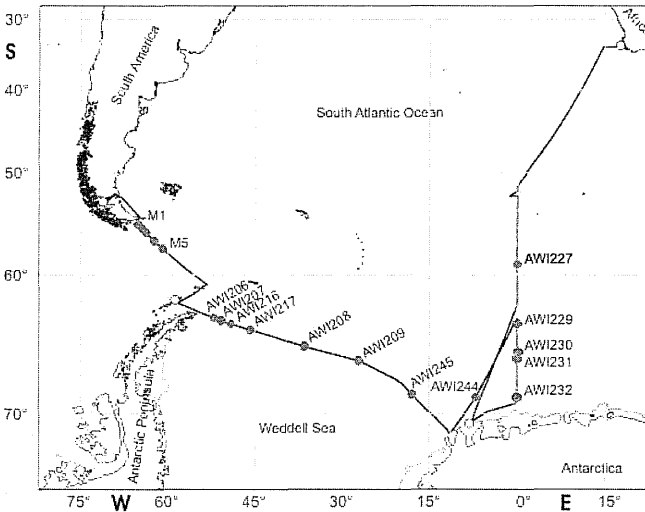 30°
S
40°
50°
60°
70°
South America
Africa
South Atlantic Ocean
M1
M5
AWI206
AWI207
AWI216
AWI217
AWI208
AWI209
AWI245
AWI244
AWI227
AWI229
AWI230
AWI231
AWI232
Antarctic Peninsula
Weddell Sea
Antarctica
75° W 60° 45° 30° 15° 0° E 15°